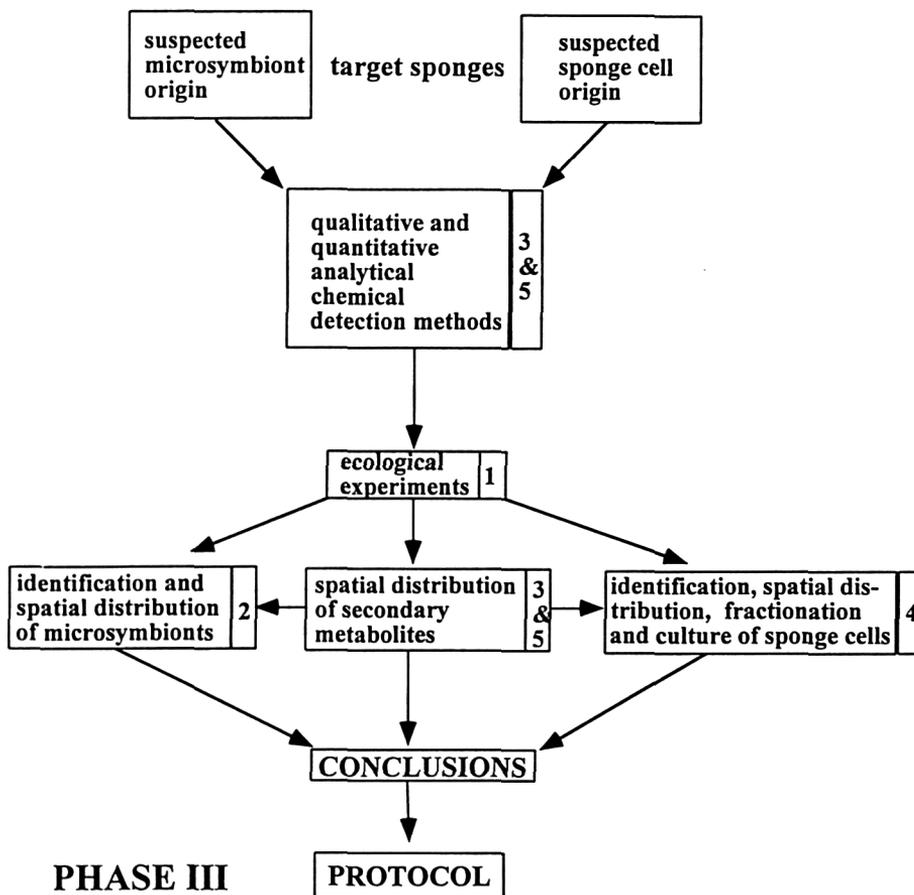 suspected
microsymbiont
origin
target sponges
suspected
sponge cell
origin
qualitative and
quantitative
analytical
chemical
detection methods
3
&
5
ecological
experiments
1
identification and
spatial distribution
of microsymbionts
2
spatial distribution
of secondary
metabolites
3
&
5
identification, spatial dis-
tribution, fractionation
and culture of sponge cells
4
CONCLUSIONS
PHASE III
PROTOCOL